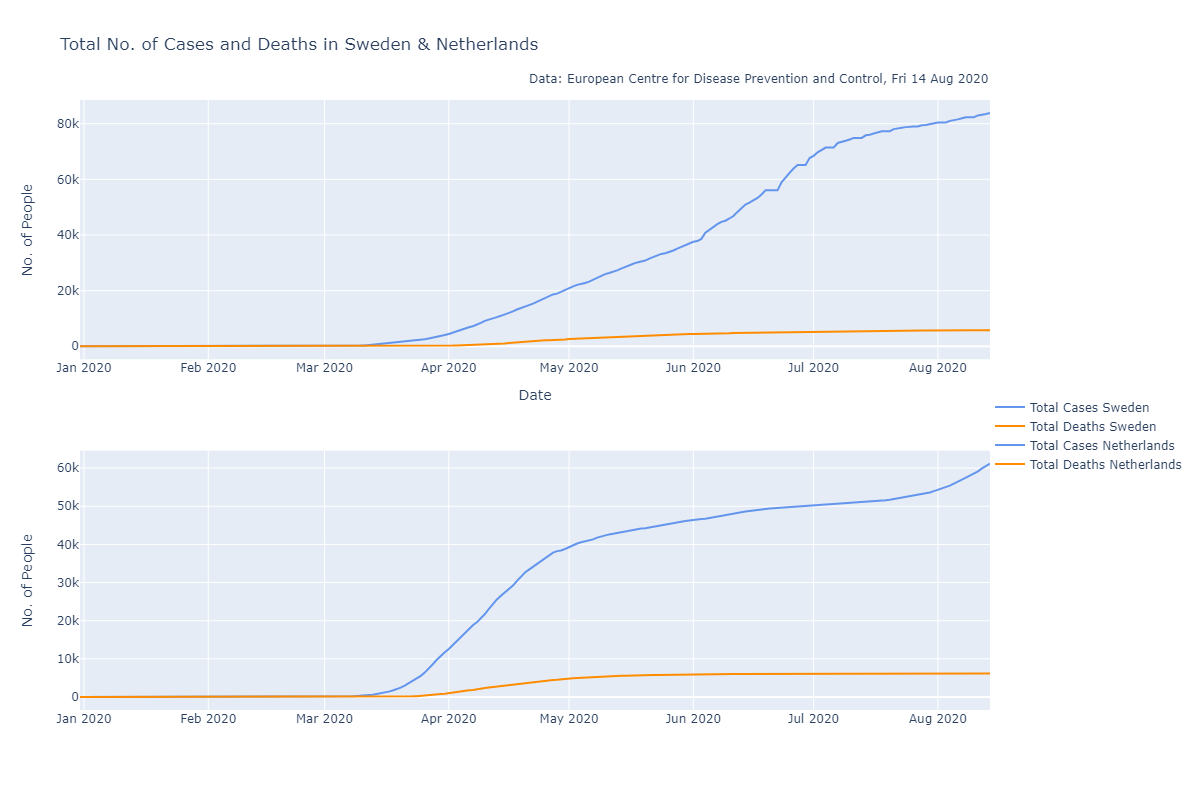 Total No. of Cases and Deaths in Sweden & Netherlands
Data: European Centre for Disease Prevention and Control, Fri 14 Aug 2020
No. of People
80k
60k
40k
20k
0
Jan 2020 Feb 2020 Mar 2020 Apr 2020 May 2020 Jun 2020 Jul 2020 Aug 2020
Date
Total Cases Sweden
Total Deaths Sweden
Total Cases Netherlands
Total Deaths Netherlands
No. of People
60k
50k
40k
30k
20k
10k
0
Jan 2020 Feb 2020 Mar 2020 Apr 2020 May 2020 Jun 2020 Jul 2020 Aug 2020